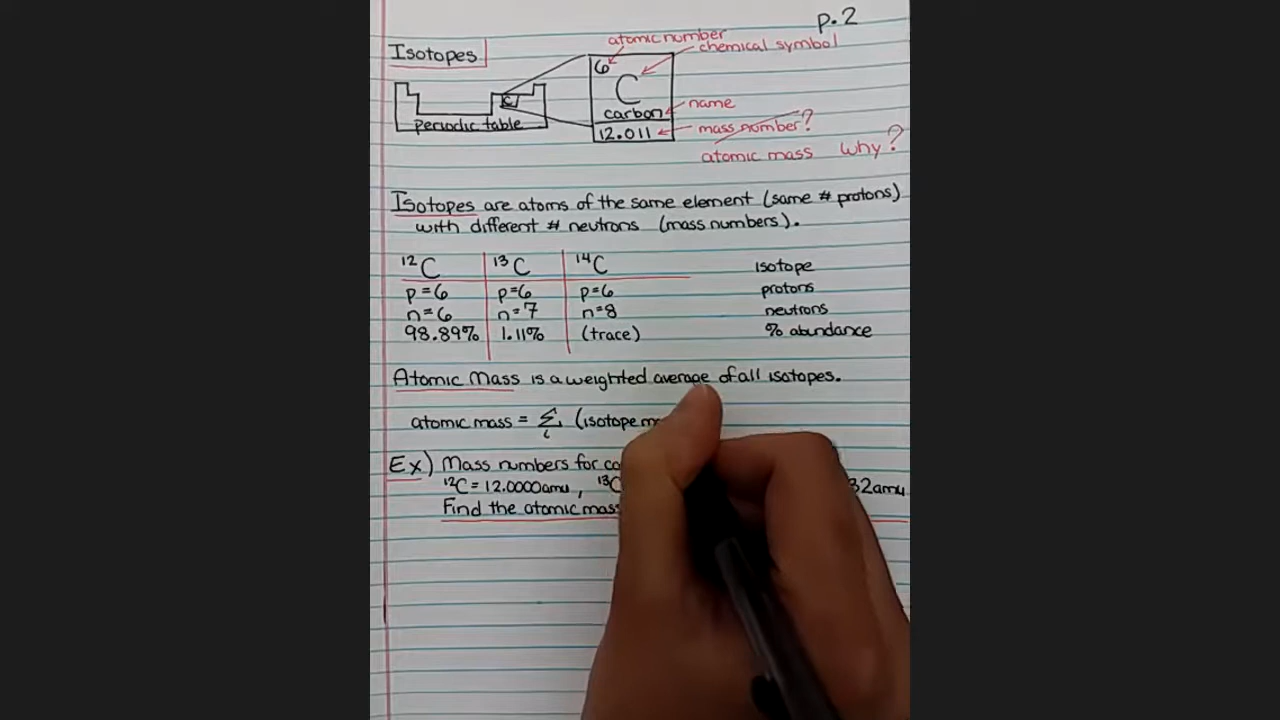 p.2
Isotopes
atomic number
chemical symbol
6
C
carbon
name
12.011
mass number?
atomic mass why?
C
periodic table
Isotopes are atoms of the same element (same # protons)
with different # neutrons (mass numbers).
12C 13C 14C isotope
p=6 p=6 p=6 protons
n=6 n=7 n=8 neutrons
98.89% 1.11% (trace) % abundance
Atomic Mass is a weighted average of all isotopes.
atomic mass = Σi (isotope
Ex) Mass numbers for
12C = 12.0000amu, 13C 32amu
Find the atomic mass